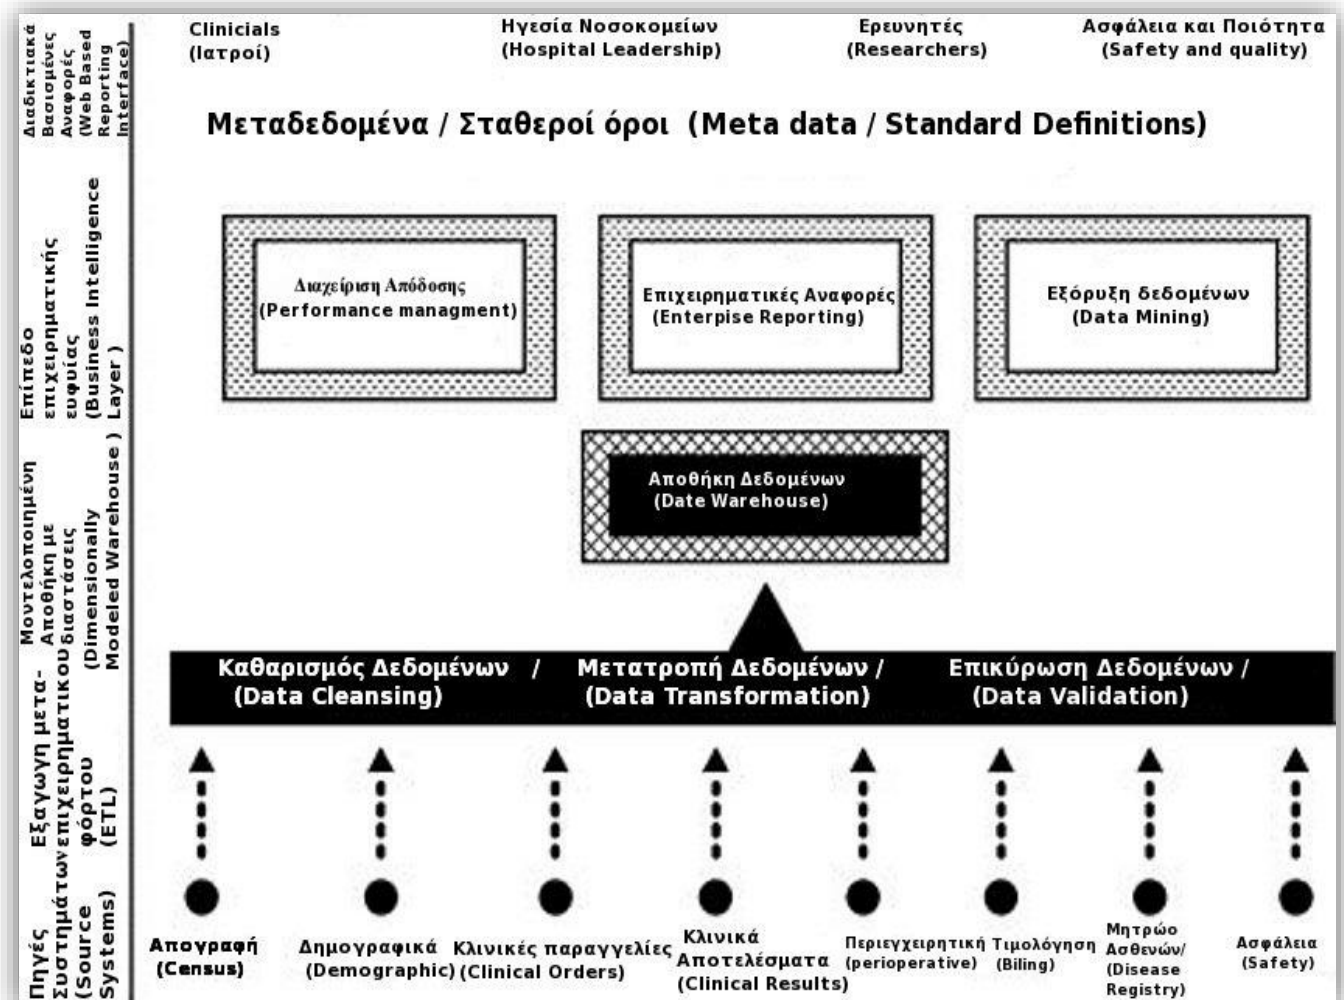 Διαδικτιακά
Βασισμένες
Αναφορές
(Web Based
Reporting
Interface)
Clinicials
(Ιατροί)
Ηγεσία Νοσοκομείων
(Hospital Leadership)
Ερευνητές
(Researchers)
Ασφάλεια και Ποιότητα
(Safety and quality)
Μεταδεδομένα / Σταθεροί όροι (Meta data / Standard Definitions)
Επίπεδο
επιχειρηματικής
ευφυίας
(Business Intelligence
Layer )
Διαχείριση Απόδοσης
(Performance managment)
Επιχειρηματικές Αναφορές
(Enterpise Reporting)
Εξόρυξη δεδομένων
(Data Mining)
Μοντελοποιημένη
Αποθήκη με
διαστάσεις
(Dimensionally
Modeled Warehouse )
Αποθήκη Δεδομένων
(Date Warehouse)
Εξαγωγη μετα-
επιχειρηματικου
φόρτου
(ETL)
Καθαρισμός Δεδομένων /
(Data Cleansing)
Μετατροπή Δεδομένων /
(Data Transformation)
Επικύρωση Δεδομένων /
(Data Validation)
Πηγές
Συστημάτων
(Source
Systems)
Απογραφή
(Census)
Δημογραφικά
(Demographic)
Κλινικές παραγγελίες
(Clinical Orders)
Κλινικά
Αποτελέσματα
(Clinical Results)
Περιεγχειρητική
(perioperative)
Τιμολόγηση
(Biling)
Μητρώο
Ασθενών/
(Disease
Registry)
Ασφάλεια
(Safety)